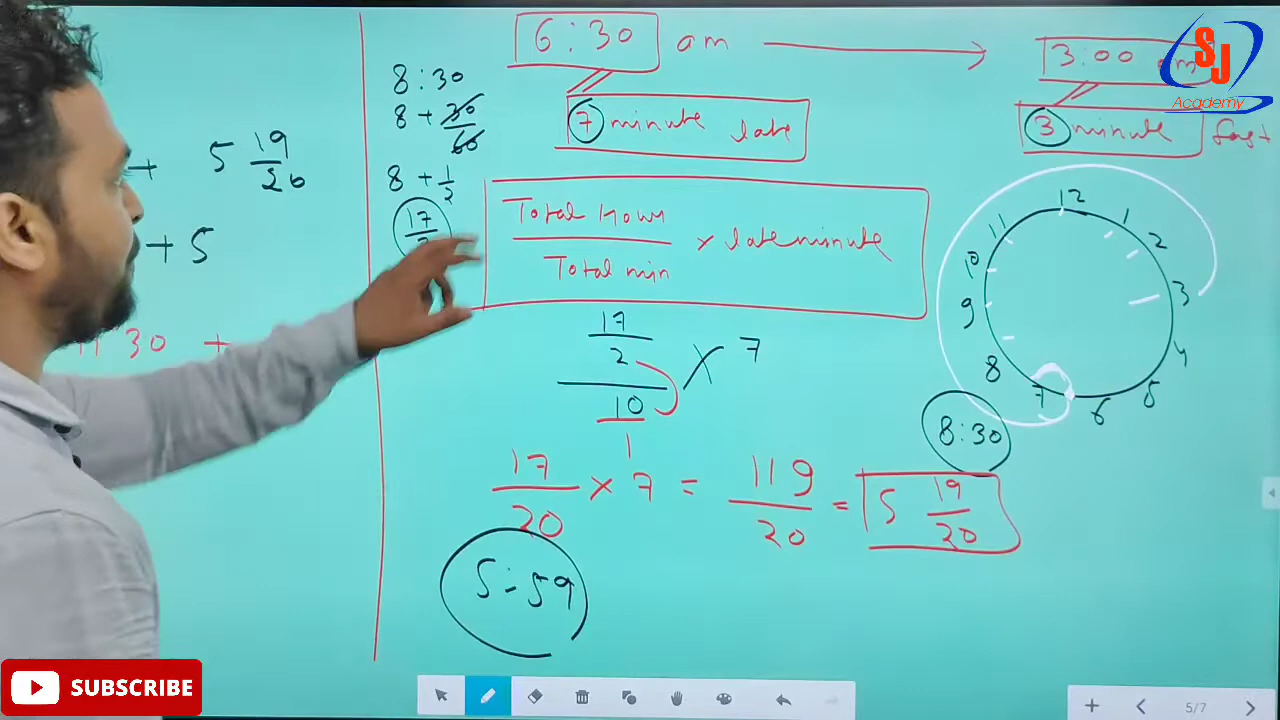 6:30 am
3:00 am
7 minute late
3 minute fast
8:30
8 + 30/60
8 + 1/2
17/2
+ 5 19/20
+ 5
30 +
Total Hours
Total min
× late minute
17/2
10
× 7
1
17/20 × 7 = 119/20 = 5 19/20
5:59
12
1
2
3
4
5
6
7
8
9
10
11
8:30
SJ
Academy
SUBSCRIBE
5/7